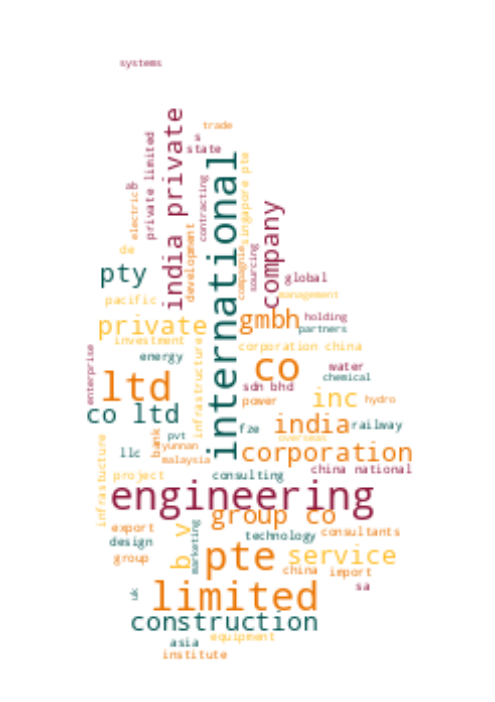 systems
trade
s
state
india private
private limited
international
singapore pte
contracting
b
electric
company
development
de
compagnie
sourcing
pty
global
pacific
management
private
gmbh
holding
partners
investment
corporation china
energy
infrastructure
enterprise
co
water
chemical
ltd
sdn bhd
inc
hydro
power
co ltd
india
railway
fze
pvt
bank
overseas
yunnan
corporation
llc
malaysia
china national
infrastucture
project
consulting
engineering
group co
export
b v
marketing
technology
consultants
design
group
pte
service
china
import
sa
uk
limited
construction
asia
equipment
institute